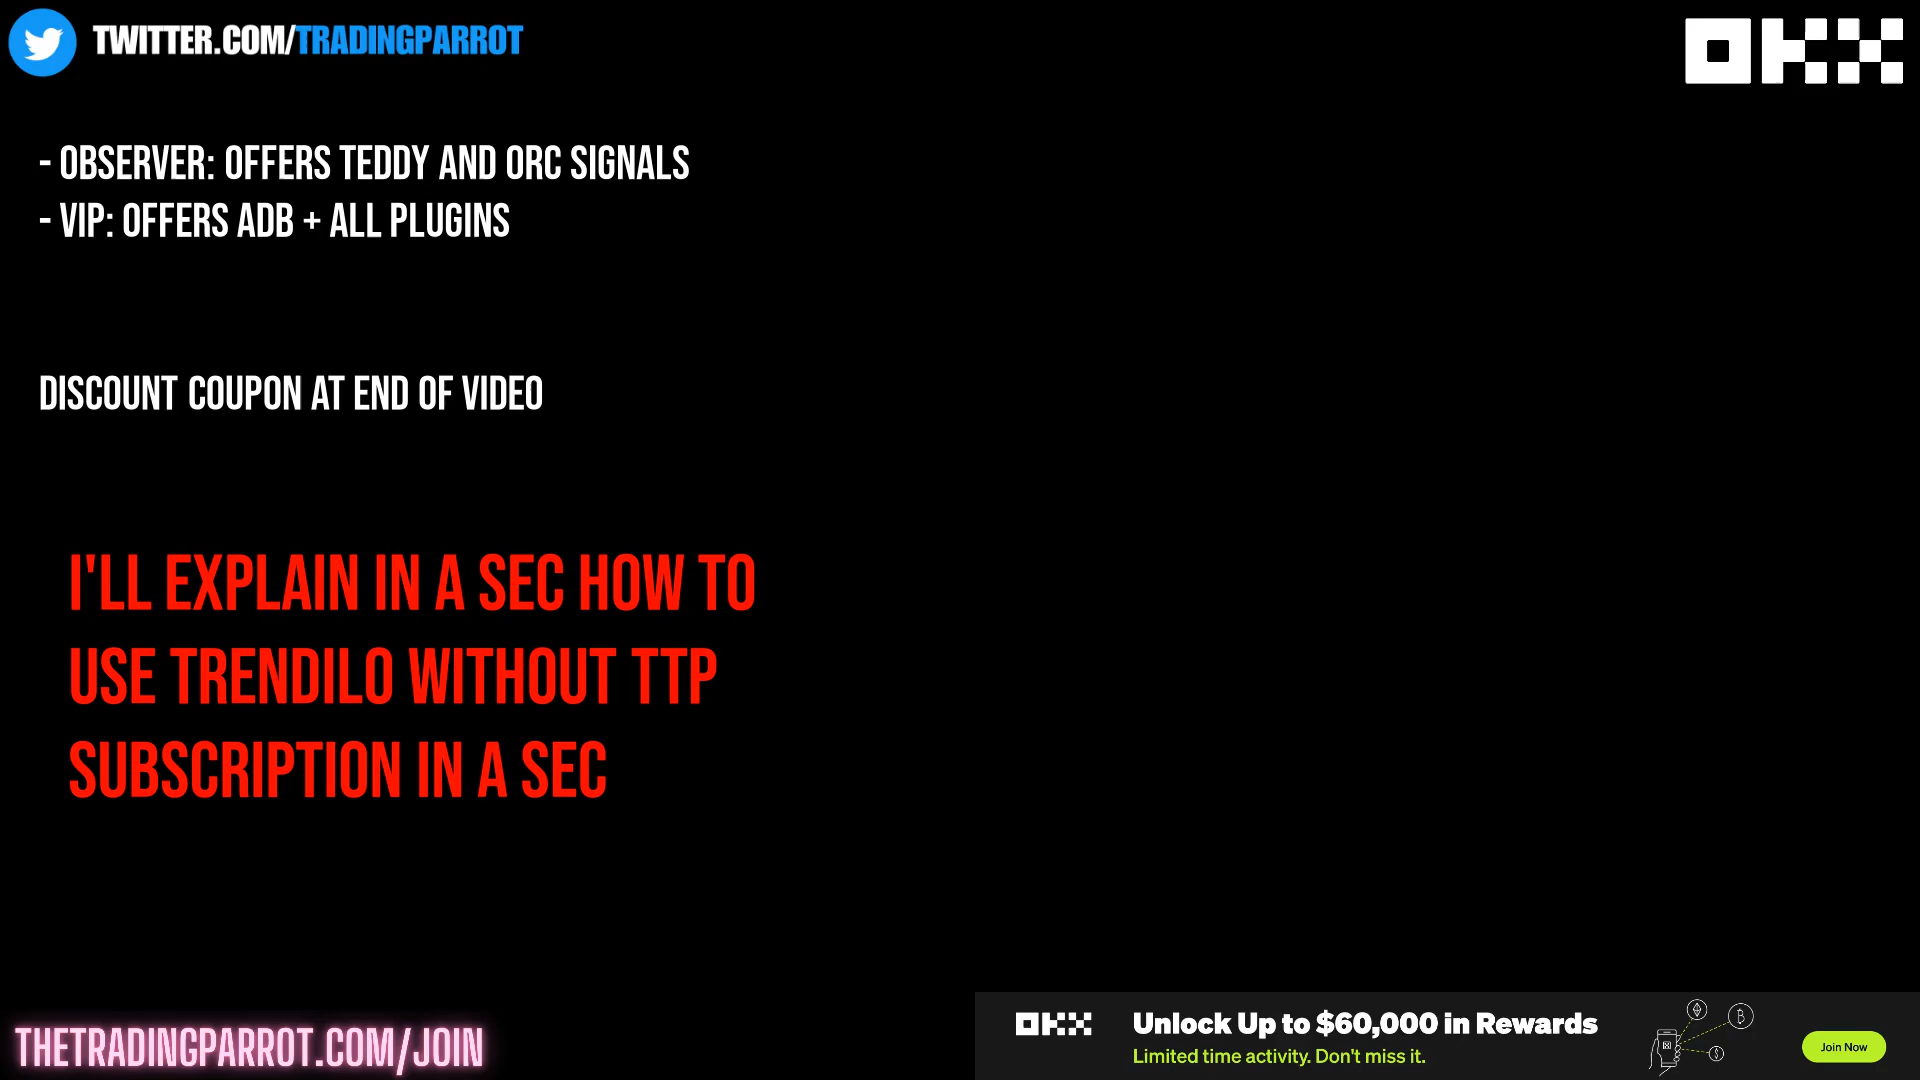 TWITTER.COM/TRADINGPARROT
OKX
- OBSERVER: OFFERS TEDDY AND ORC SIGNALS
- VIP: OFFERS ADB + ALL PLUGINS
DISCOUNT COUPON AT END OF VIDEO
I'LL EXPLAIN IN A SEC HOW TO
USE TRENDILO WITHOUT TTP
SUBSCRIPTION IN A SEC
THETRADINGPARROT.COM/JOIN
OKX
Unlock Up to $60,000 in Rewards
Limited time activity. Don't miss it.
Join Now